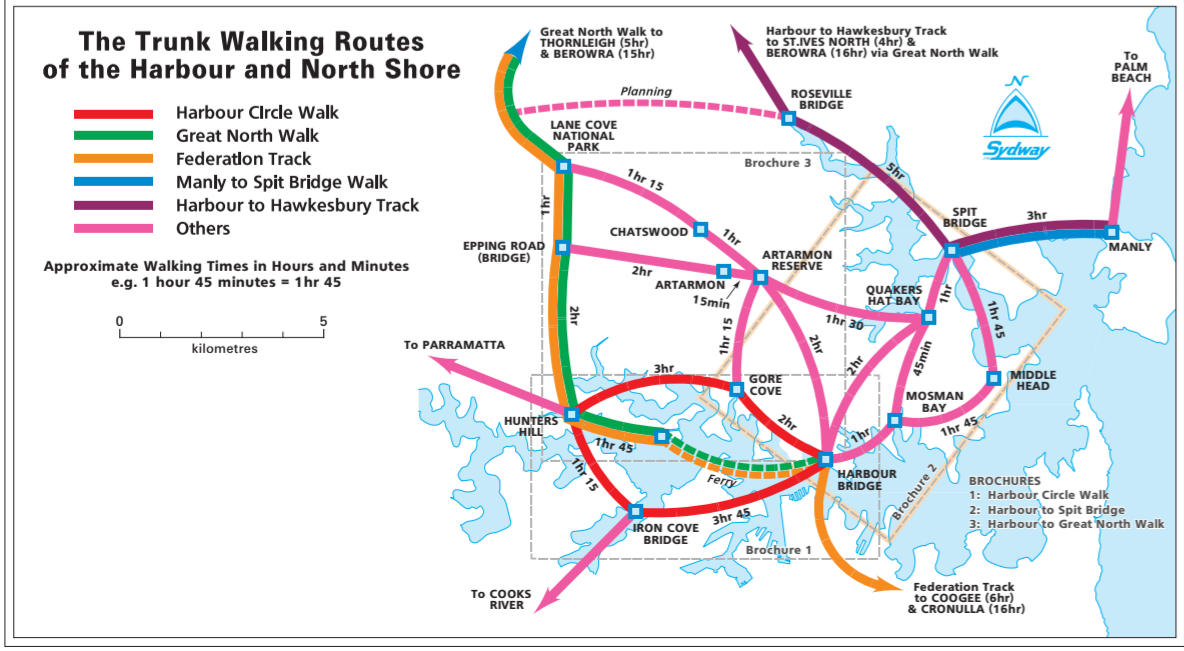 The Trunk Walking Routes
of the Harbour and North Shore
Harbour Circle Walk
Great North Walk
Federation Track
Manly to Spit Bridge Walk
Harbour to Hawkesbury Track
Others
Approximate Walking Times in Hours and Minutes
e.g. 1 hour 45 minutes = 1hr 45
0
5
kilometres
Great North Walk to
THORNLEIGH (5hr)
& BEROWRA (15hr)
Harbour to Hawkesbury Track
to ST.IVES NORTH (4hr) &
BEROWRA (16hr) via Great North Walk
To
PALM
BEACH
N
Sydway
Planning
ROSEVILLE
BRIDGE
LANE COVE
NATIONAL
PARK
Brochure 3
5hr
1hr 15
1hr
SPIT
BRIDGE
3hr
MANLY
CHATSWOOD
1hr
EPPING ROAD
(BRIDGE)
2hr
ARTARMON
15min
ARTARMON
RESERVE
QUAKERS
HAT BAY
1hr
1hr 45
2hr
1hr 15
2hr
1hr 30
2hr
45min
To PARRAMATTA
3hr
GORE
COVE
MIDDLE
HEAD
MOSMAN
BAY
HUNTERS
HILL
2hr
1hr
1hr 45
1hr 45
1hr 15
Ferry
HARBOUR
BRIDGE
Brochure 2
BROCHURES
1: Harbour Circle Walk
2: Harbour to Spit Bridge
3: Harbour to Great North Walk
3hr 45
IRON COVE
BRIDGE
Brochure 1
To COOKS
RIVER
Federation Track
to COOGEE (6hr)
& CRONULLA (16hr)